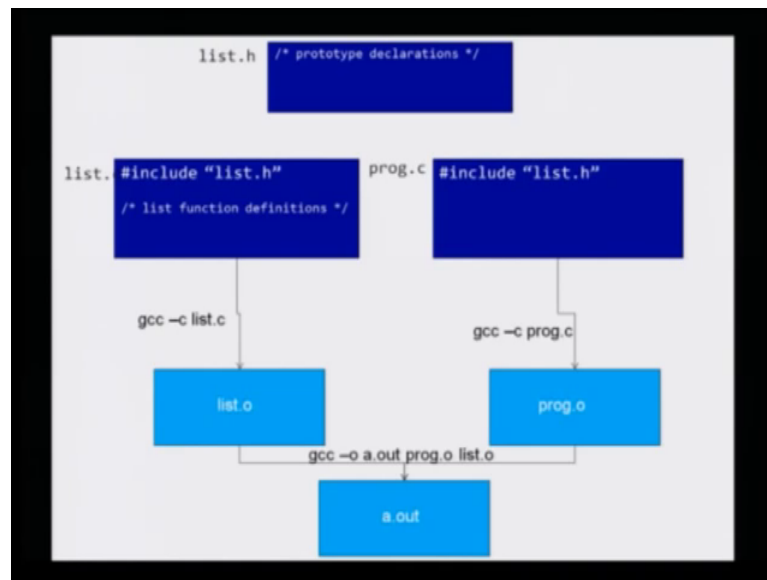 list.h
/* prototype declarations */
list.
#include “list.h”
/* list function definitions */
prog.c
#include “list.h”
gcc –c list.c
gcc –c prog.c
list.o
prog.o
gcc –o a.out prog.o list.o
a.out